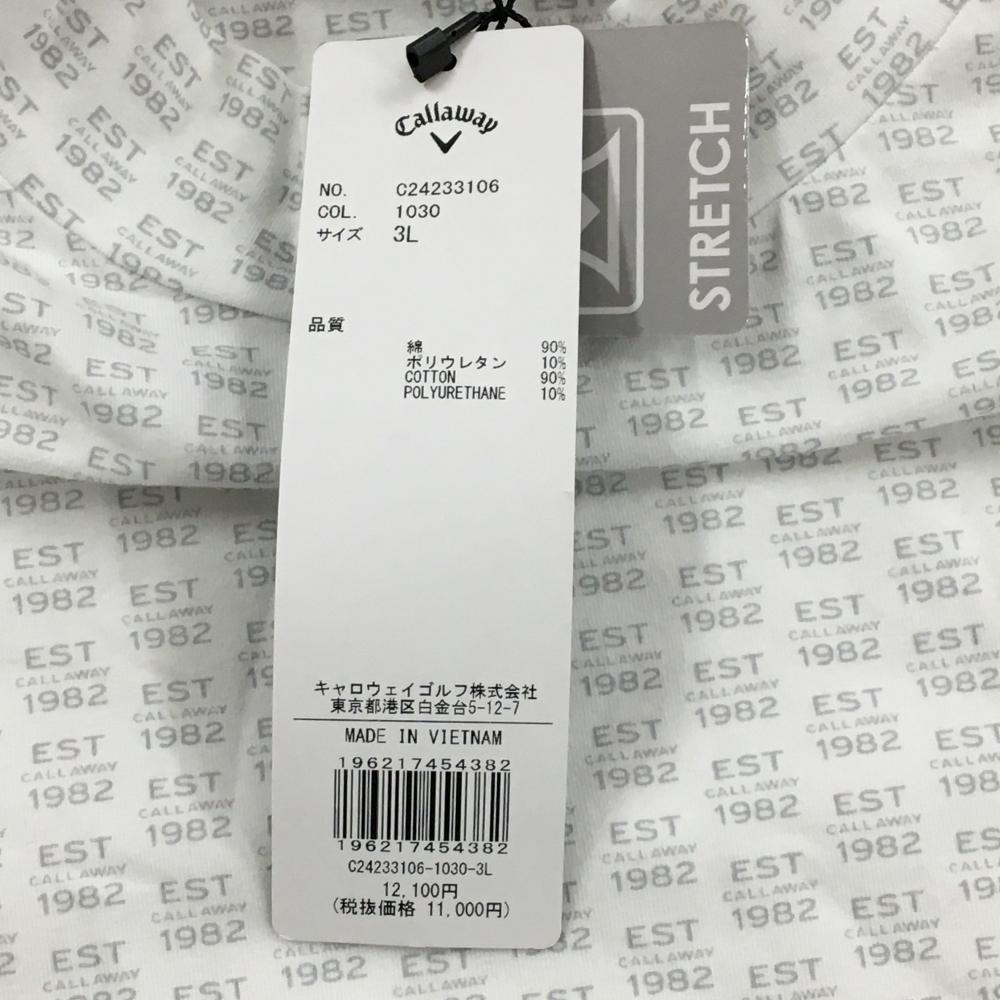 Callaway
NO. C24233106
COL. 1030
サイズ 3L
品質
綿 90%
ポリウレタン 10%
COTTON 90%
POLYURETHANE 10%
キャロウェイゴルフ株式会社
東京都港区白金台5-12-7
MADE IN VIETNAM
196217454382
196217454382
C24233106-1030-3L
12,100円
(税抜価格 11,000円)
STRETCH
EST
CALLAWAY
1982